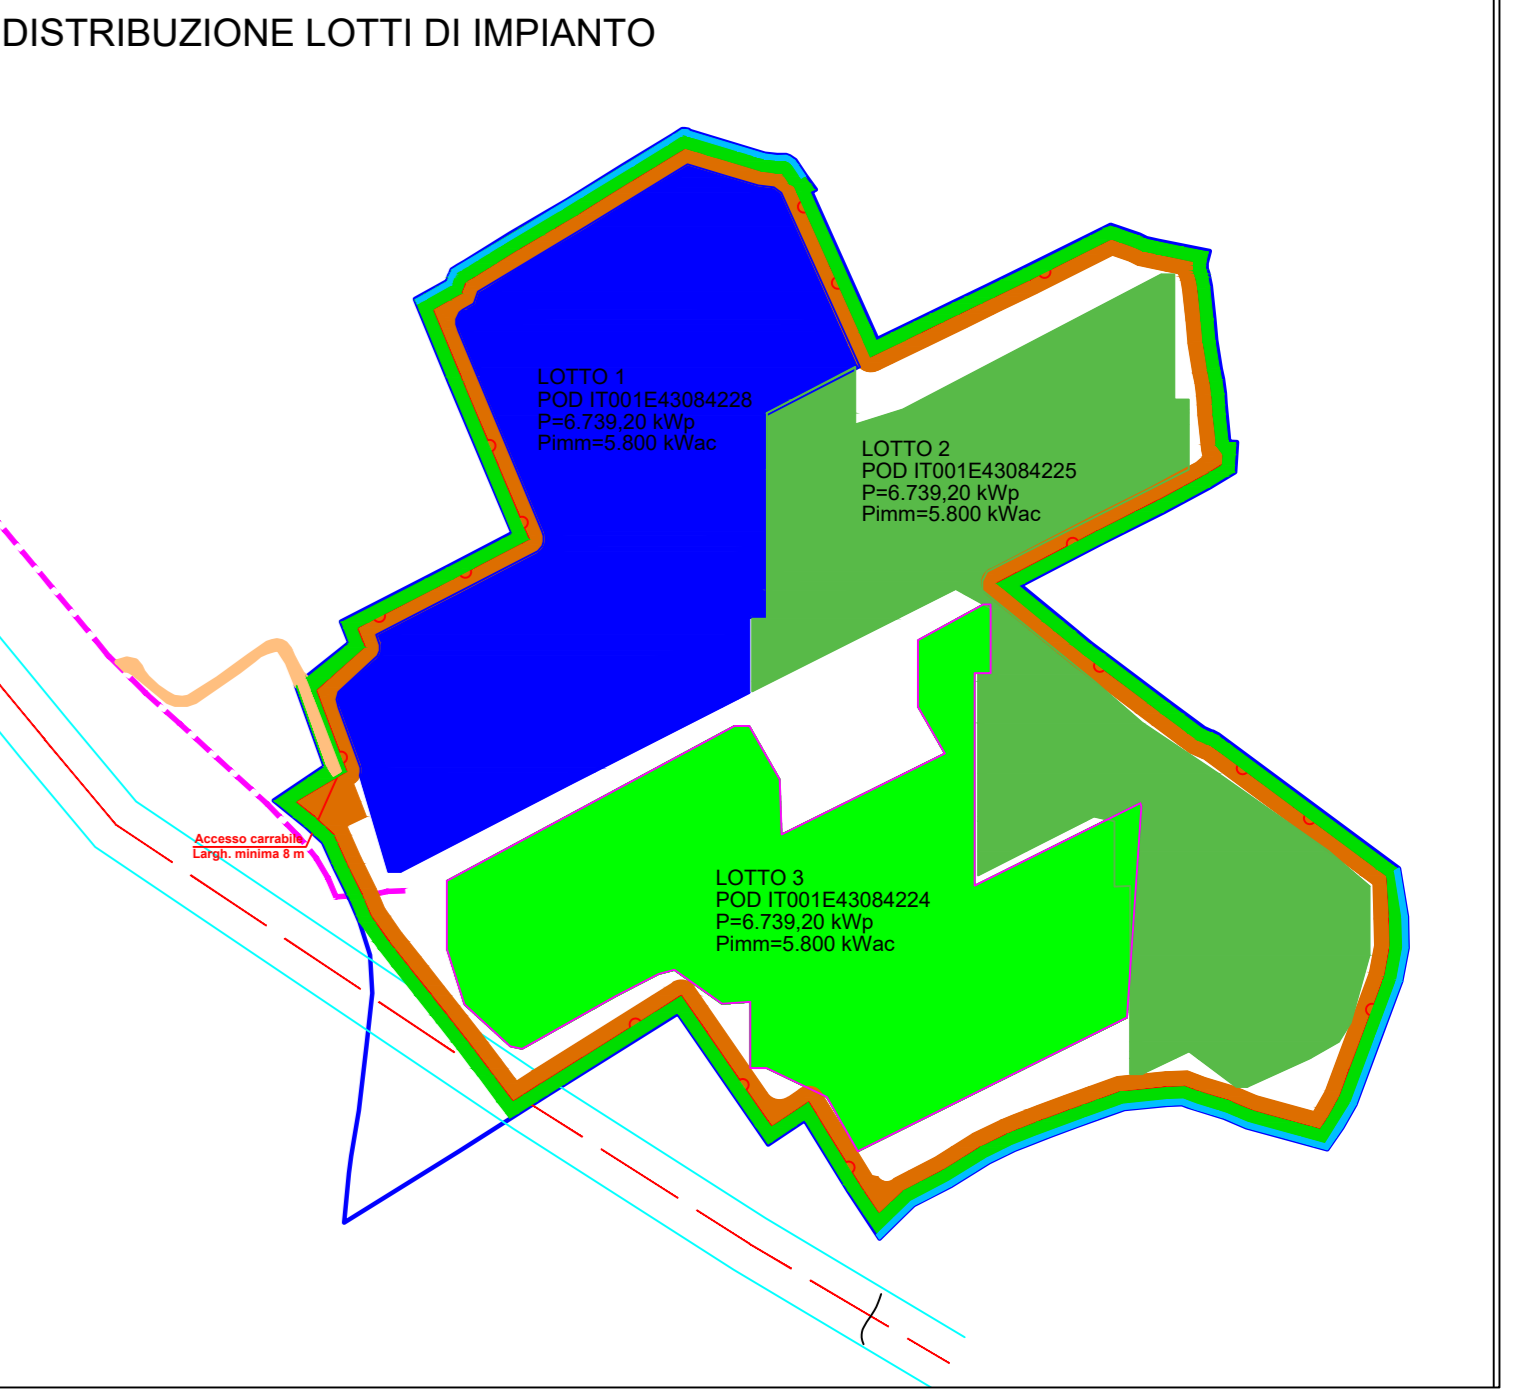 DISTRIBUZIONE LOTTI DI IMPIANTO
LOTTO 1
POD IT001E43084228
P=6.739,20 kWp
Pimm=5.800 kWac
LOTTO 2
POD IT001E43084225
P=6.739,20 kWp
Pimm=5.800 kWac
Accesso carrabile
Largh. minima 8 m
LOTTO 3
POD IT001E43084224
P=6.739,20 kWp
Pimm=5.800 kWac